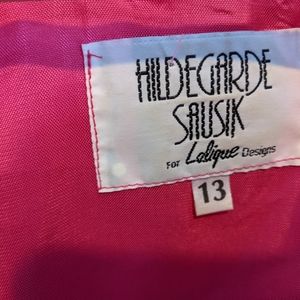 HILDEGARDE
SAUSIK
FOR Lalique Designs
13